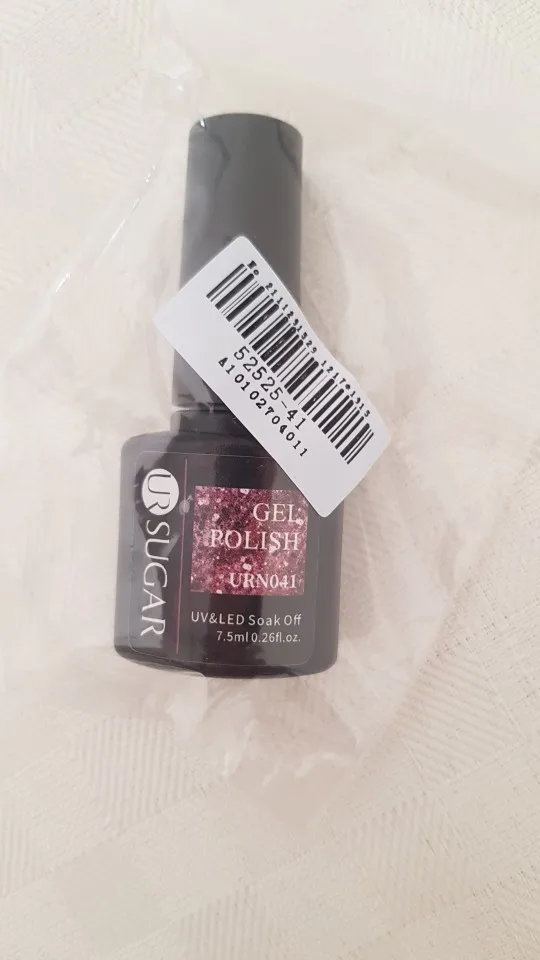 52525-41
A10102704011
UR SUGAR
GEL
POLISH
URN041
UV&LED Soak Off
7.5ml 0.26fl.oz.